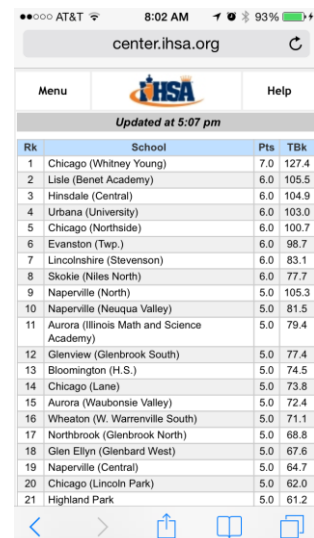 AT&T 8:02 AM 93%
center.ihsa.org
Menu IHSA Help
Updated at 5:07 pm
Rk School Pts TBk
1 Chicago (Whitney Young) 7.0 127.4
2 Lisle (Benet Academy) 6.0 105.5
3 Hinsdale (Central) 6.0 104.9
4 Urbana (University) 6.0 103.0
5 Chicago (Northside) 6.0 100.7
6 Evanston (Twp.) 6.0 98.7
7 Lincolnshire (Stevenson) 6.0 83.1
8 Skokie (Niles North) 6.0 77.7
9 Naperville (North) 5.0 105.3
10 Naperville (Neuqua Valley) 5.0 81.5
11 Aurora (Illinois Math and Science 5.0 79.4
Academy)
12 Glenview (Glenbrook South) 5.0 77.4
13 Bloomington (H.S.) 5.0 74.5
14 Chicago (Lane) 5.0 73.8
15 Aurora (Waubonsie Valley) 5.0 72.4
16 Wheaton (W. Warrenville South) 5.0 71.1
17 Northbrook (Glenbrook North) 5.0 68.8
18 Glen Ellyn (Glenbard West) 5.0 67.6
19 Naperville (Central) 5.0 64.7
20 Chicago (Lincoln Park) 5.0 62.0
21 Highland Park 5.0 61.2